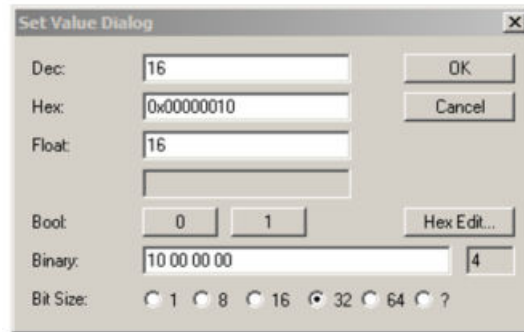 Set Value Dialog
Dec: 16 OK
Hex: 0x00000010 Cancel
Float: 16
Bool: 0 1 Hex Edit...
Binary: 10 00 00 00 4
Bit Size: 1 8 16 32 64 ?